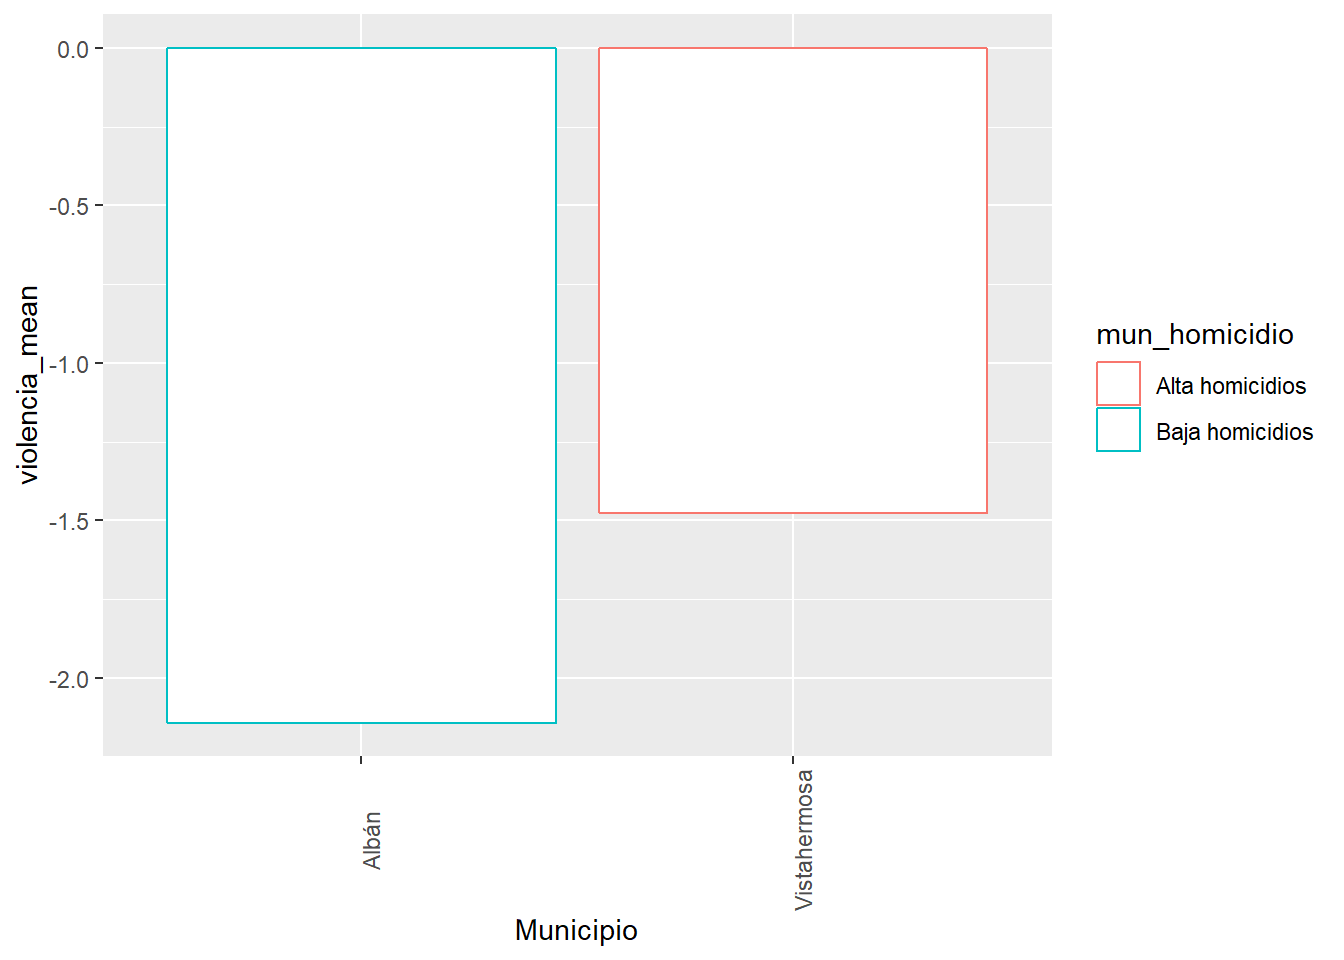 violencia_mean
0.0
-0.5
-1.0
-1.5
-2.0
Albán
Vistahermosa
Municipio
mun_homicidio
Alta homicidios
Baja homicidios